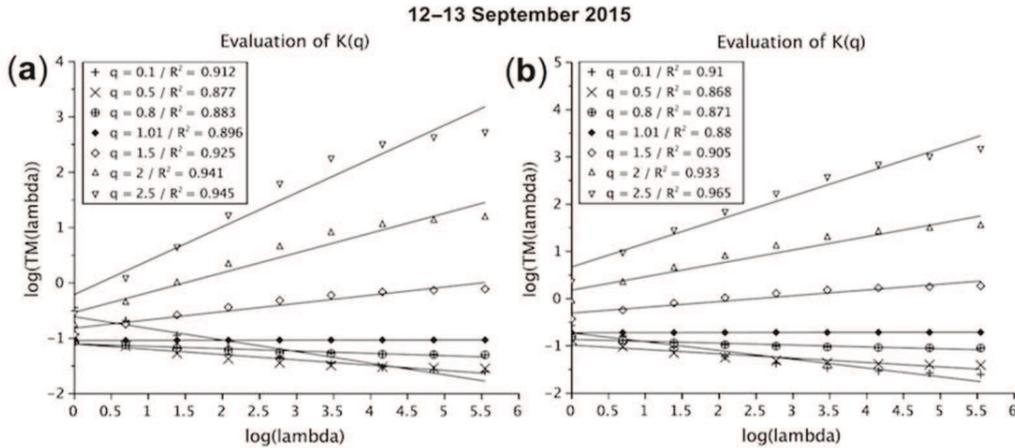 12–13 September 2015
(a)
Evaluation of K(q)
q = 0.1 / R² = 0.912
q = 0.5 / R² = 0.877
q = 0.8 / R² = 0.883
q = 1.01 / R² = 0.896
q = 1.5 / R² = 0.925
q = 2 / R² = 0.941
q = 2.5 / R² = 0.945
log(TM(lambda))
4
3
2
1
0
-1
-2
0 0.5 1 1.5 2 2.5 3 3.5 4 4.5 5 5.5 6
log(lambda)
(b)
Evaluation of K(q)
q = 0.1 / R² = 0.91
q = 0.5 / R² = 0.868
q = 0.8 / R² = 0.871
q = 1.01 / R² = 0.88
q = 1.5 / R² = 0.905
q = 2 / R² = 0.933
q = 2.5 / R² = 0.965
log(TM(lambda))
5
4
3
2
1
0
-1
-2
0 0.5 1 1.5 2 2.5 3 3.5 4 4.5 5 5.5 6
log(lambda)